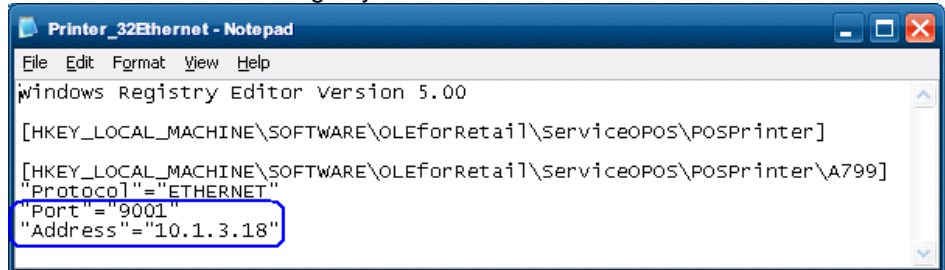 Printer_32Ethernet - Notepad
File Edit Format View Help
Windows Registry Editor Version 5.00
[HKEY_LOCAL_MACHINE\SOFTWARE\OLEforRetail\ServiceOPOS\POSPrinter]
[HKEY_LOCAL_MACHINE\SOFTWARE\OLEforRetail\ServiceOPOS\POSPrinter\A799]
"Protocol"="ETHERNET"
"Port"="9001"
"Address"="10.1.3.18"